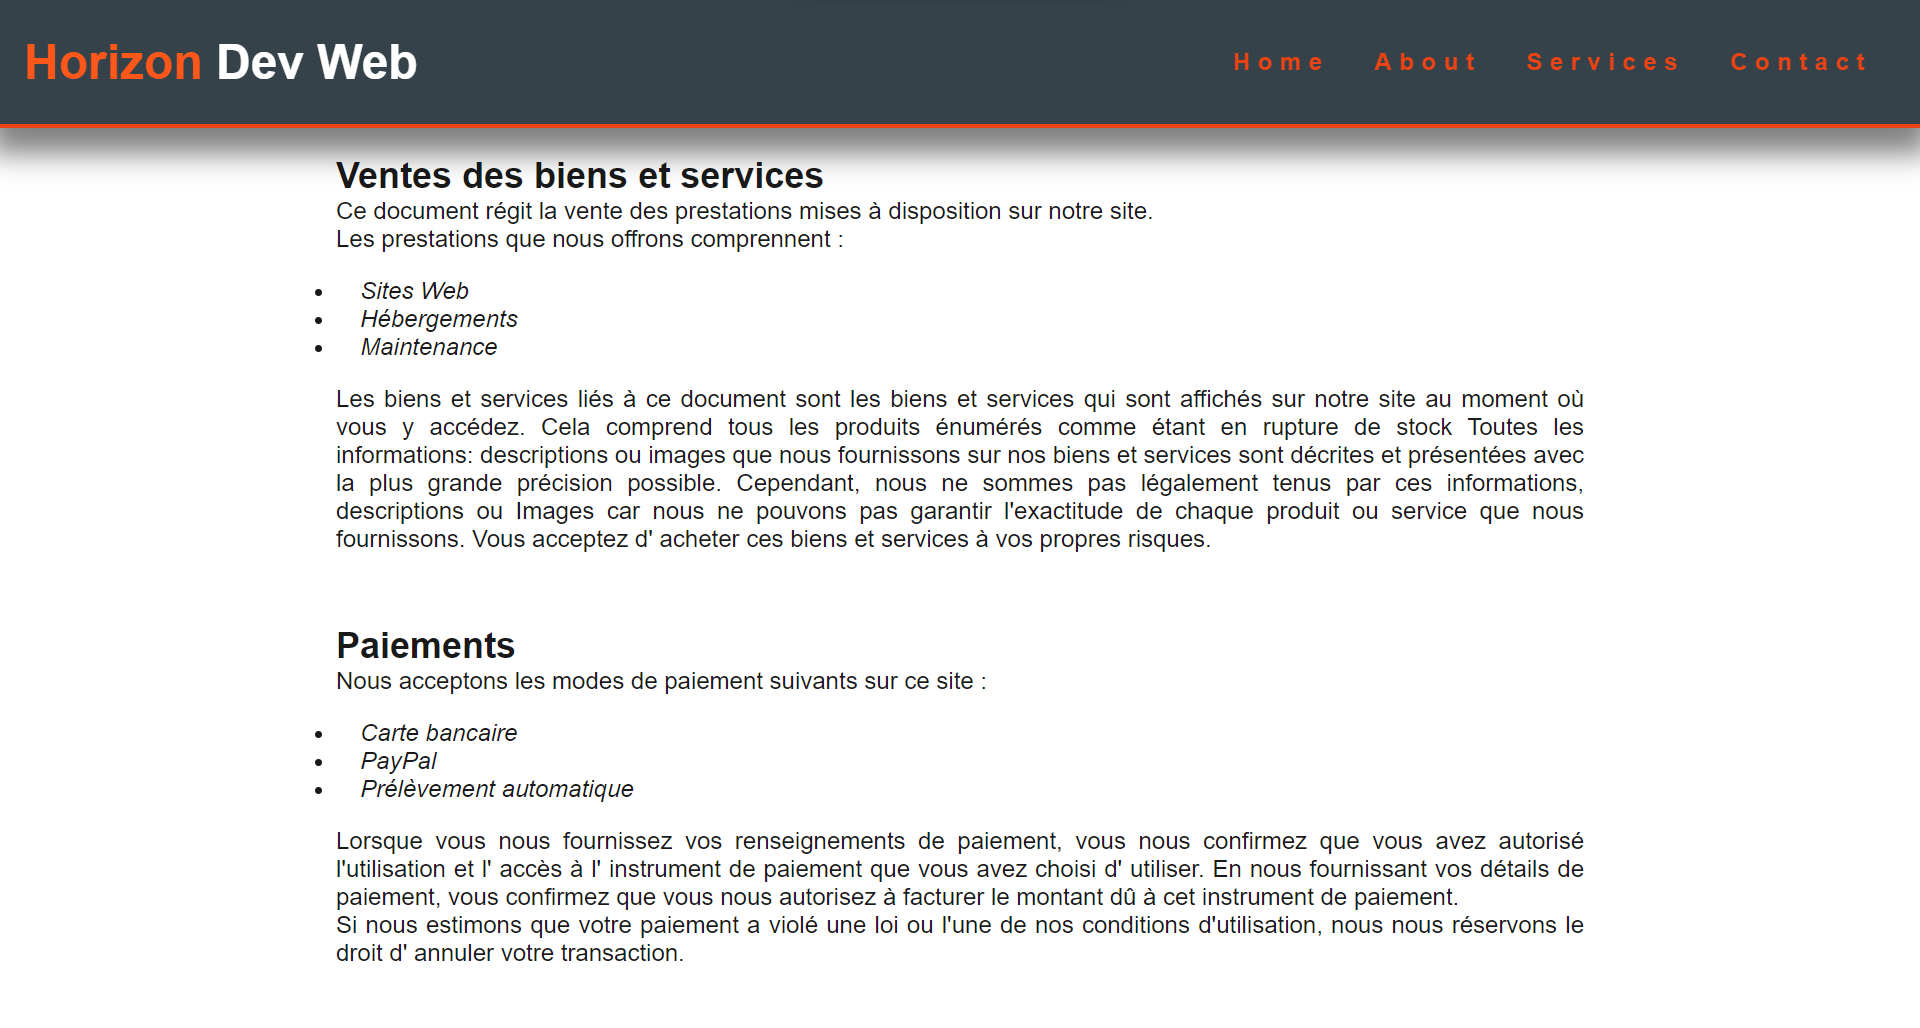 Horizon Dev Web
Home About Services Contact
Ventes des biens et services
Ce document régit la vente des prestations mises à disposition sur notre site.
Les prestations que nous offrons comprennent :
• Sites Web
• Hébergements
• Maintenance
Les biens et services liés à ce document sont les biens et services qui sont affichés sur notre site au moment où
vous y accédez. Cela comprend tous les produits énumérés comme étant en rupture de stock Toutes les
informations: descriptions ou images que nous fournissons sur nos biens et services sont décrites et présentées avec
la plus grande précision possible. Cependant, nous ne sommes pas légalement tenus par ces informations,
descriptions ou Images car nous ne pouvons pas garantir l'exactitude de chaque produit ou service que nous
fournissons. Vous acceptez d' acheter ces biens et services à vos propres risques.
Paiements
Nous acceptons les modes de paiement suivants sur ce site :
• Carte bancaire
• PayPal
• Prélèvement automatique
Lorsque vous nous fournissez vos renseignements de paiement, vous nous confirmez que vous avez autorisé
l'utilisation et l' accès à l' instrument de paiement que vous avez choisi d' utiliser. En nous fournissant vos détails de
paiement, vous confirmez que vous nous autorisez à facturer le montant dû à cet instrument de paiement.
Si nous estimons que votre paiement a violé une loi ou l'une de nos conditions d'utilisation, nous nous réservons le
droit d' annuler votre transaction.